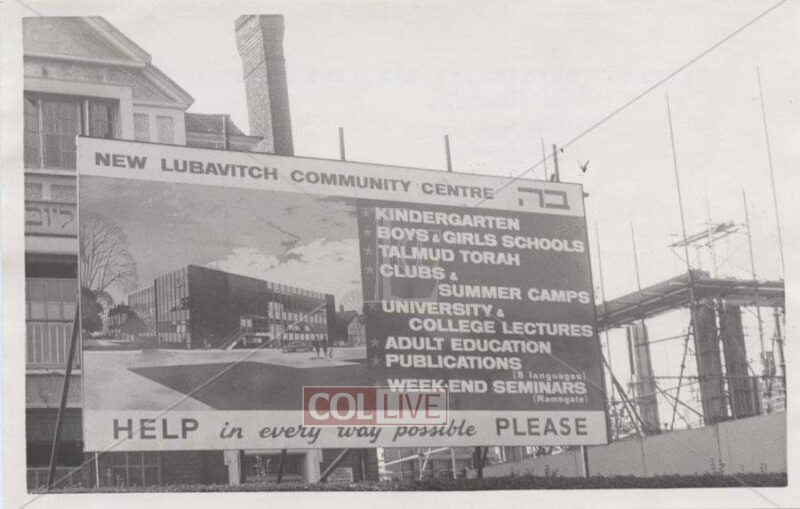 NEW LUBAVITCH COMMUNITY CENTRE בה
★ KINDERGARTEN
★ BOYS & GIRLS SCHOOLS
★ TALMUD TORAH
★ CLUBS &
SUMMER CAMPS
★ UNIVERSITY &
COLLEGE LECTURES
★ ADULT EDUCATION
★ PUBLICATIONS
(8 languages)
★ WEEK-END SEMINARS
(Ramsgate)
COLLIVE
HELP in every way possible PLEASE